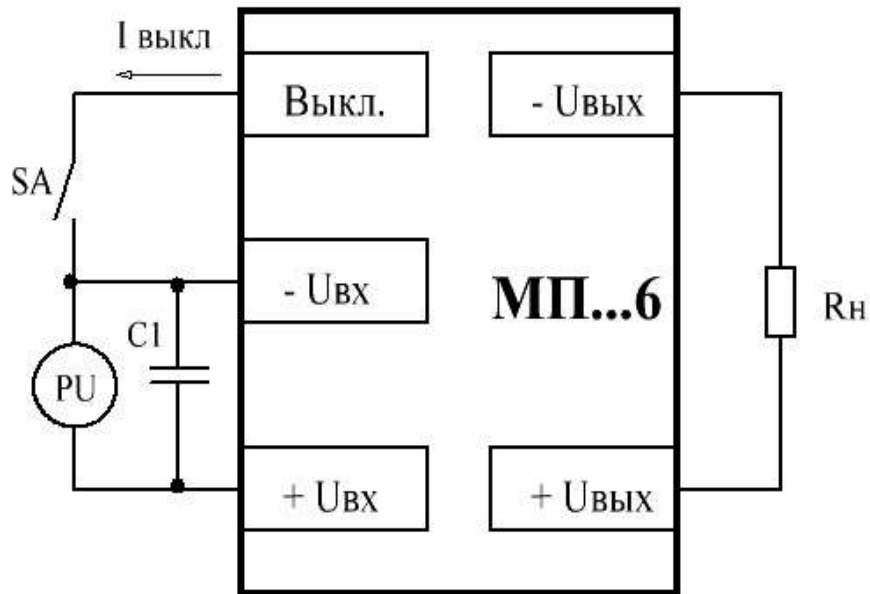 I выкл
Выкл.
- Uвых
SA
- Uвх
МП...6
Rн
C1
PU
+ Uвх
+ Uвых